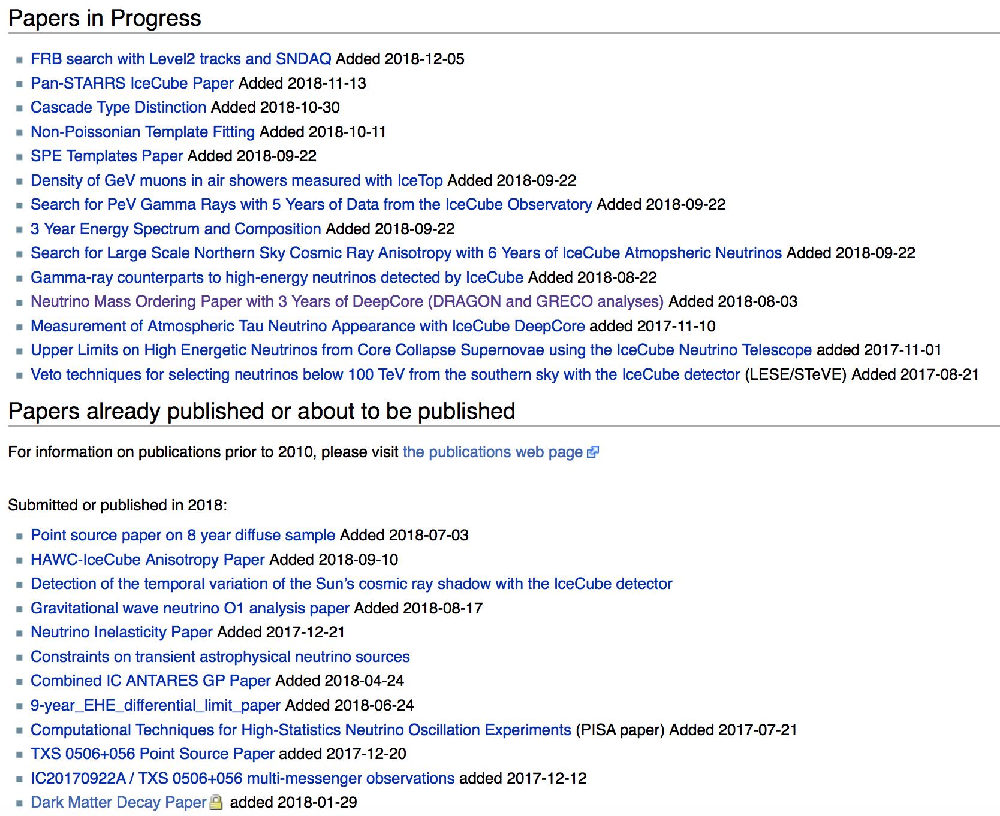 Papers in Progress
FRB search with Level2 tracks and SNDAQ Added 2018-12-05
Pan-STARRS IceCube Paper Added 2018-11-13
Cascade Type Distinction Added 2018-10-30
Non-Poissonian Template Fitting Added 2018-10-11
SPE Templates Paper Added 2018-09-22
Density of GeV muons in air showers measured with IceTop Added 2018-09-22
Search for PeV Gamma Rays with 5 Years of Data from the IceCube Observatory Added 2018-09-22
3 Year Energy Spectrum and Composition Added 2018-09-22
Search for Large Scale Northern Sky Cosmic Ray Anisotropy with 6 Years of IceCube Atmopsheric Neutrinos Added 2018-09-22
Gamma-ray counterparts to high-energy neutrinos detected by IceCube Added 2018-08-22
Neutrino Mass Ordering Paper with 3 Years of DeepCore (DRAGON and GRECO analyses) Added 2018-08-03
Measurement of Atmospheric Tau Neutrino Appearance with IceCube DeepCore added 2017-11-10
Upper Limits on High Energetic Neutrinos from Core Collapse Supernovae using the IceCube Neutrino Telescope added 2017-11-01
Veto techniques for selecting neutrinos below 100 TeV from the southern sky with the IceCube detector (LESE/STeVE) Added 2017-08-21
Papers already published or about to be published
For information on publications prior to 2010, please visit the publications web page
Submitted or published in 2018:
Point source paper on 8 year diffuse sample Added 2018-07-03
HAWC-IceCube Anisotropy Paper Added 2018-09-10
Detection of the temporal variation of the Sun’s cosmic ray shadow with the IceCube detector
Gravitational wave neutrino O1 analysis paper Added 2018-08-17
Neutrino Inelasticity Paper Added 2017-12-21
Constraints on transient astrophysical neutrino sources
Combined IC ANTARES GP Paper Added 2018-04-24
9-year_EHE_differential_limit_paper Added 2018-06-24
Computational Techniques for High-Statistics Neutrino Oscillation Experiments (PISA paper) Added 2017-07-21
TXS 0506+056 Point Source Paper added 2017-12-20
IC20170922A / TXS 0506+056 multi-messenger observations added 2017-12-12
Dark Matter Decay Paper added 2018-01-29